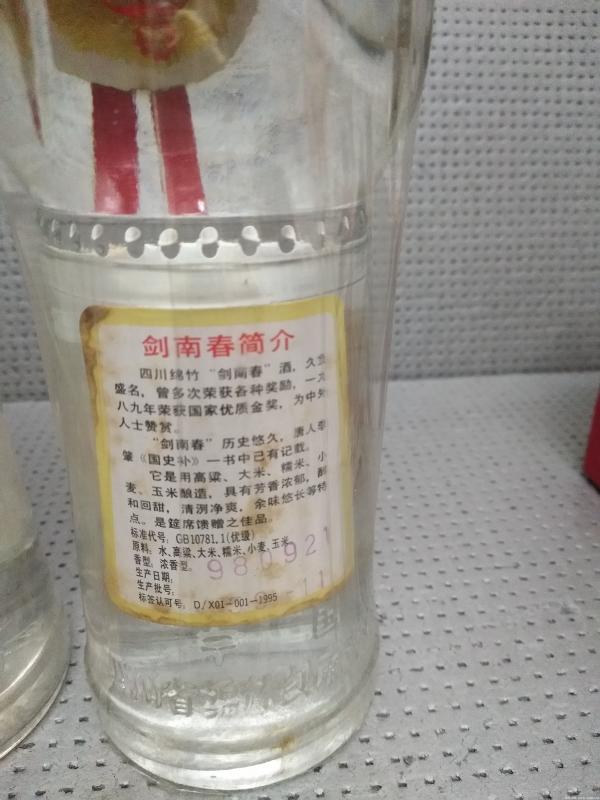 剑南春简介
四川绵竹“剑南春”酒，久负
盛名，曾多次荣获各种奖励，一九
八九年荣获国家优质金奖，为中外
人士赞赏。
“剑南春”历史悠久，唐人李
肇《国史补》一书中已有记载。
它是用高粱、大米、糯米、小
麦、玉米酿造，具有芳香浓郁，醇
和回甜，清洌净爽，余味悠长等特
点。是筵席馈赠之佳品。
标准代号：GB10781.1(优级)
原料：水、高粱、大米、糯米、小麦、玉米
香型：浓香型。
生产日期：
980921
生产批号：
11
标签认可号：D/X01-001-1995
中国
川省绵竹剑